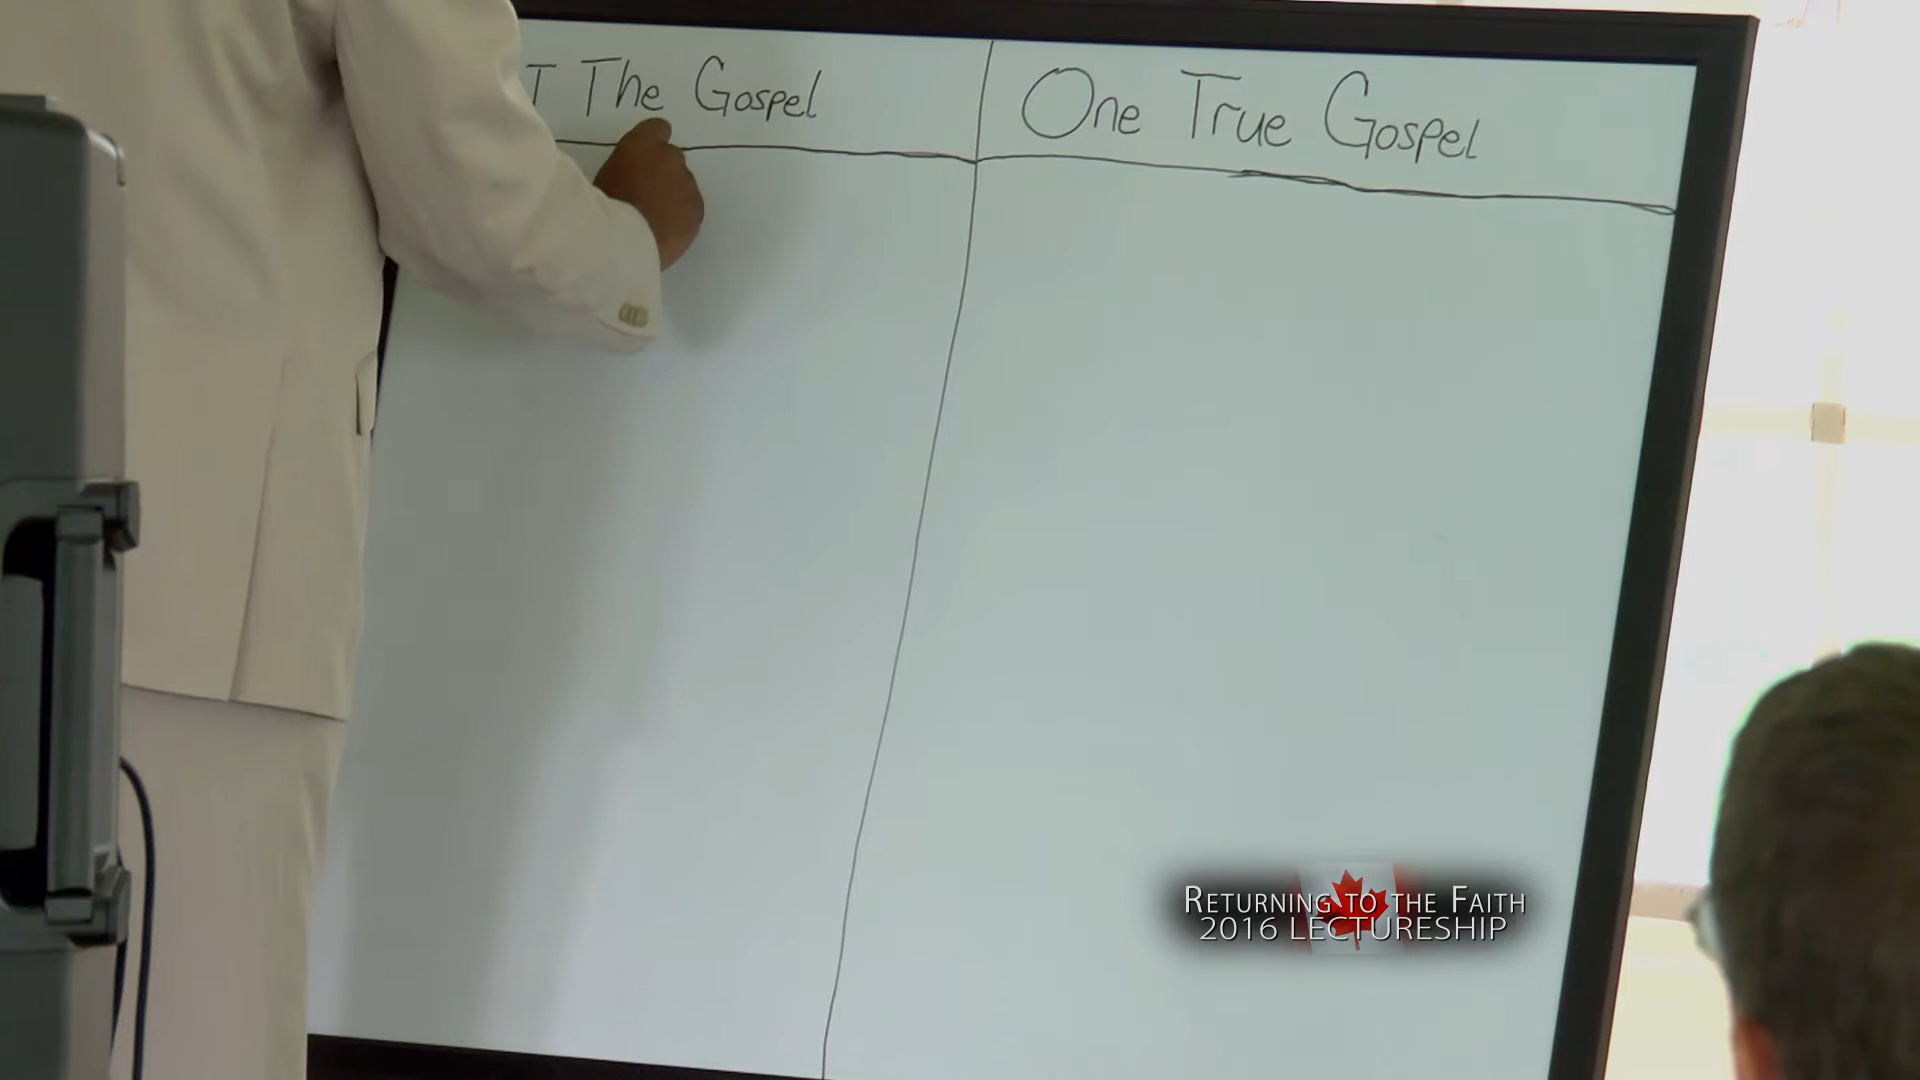 The Gospel
One True Gospel
RETURNING TO THE FAITH
2016 LECTURESHIP